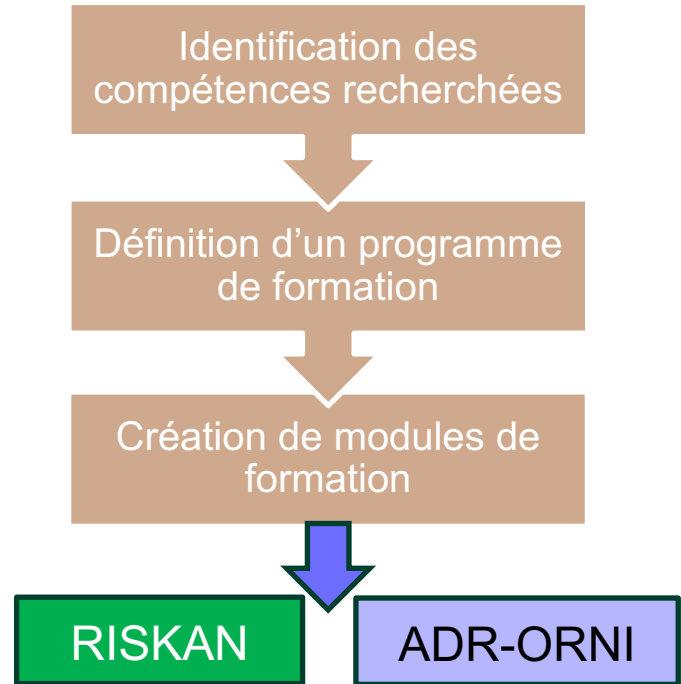 Identification des
compétences recherchées
Définition d’un programme
de formation
Création de modules de
formation
RISKAN
ADR-ORNI